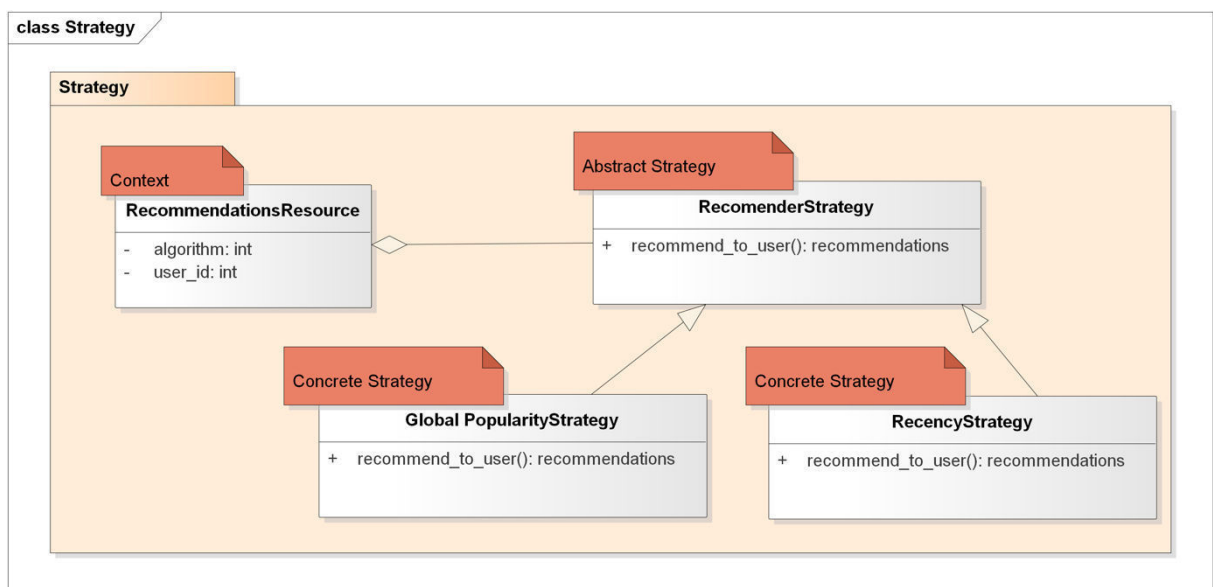 class Strategy
Strategy
Context
RecommendationsResource
- algorithm: int
- user_id: int
Abstract Strategy
RecomenderStrategy
+ recommend_to_user(): recommendations
Concrete Strategy
Global PopularityStrategy
+ recommend_to_user(): recommendations
Concrete Strategy
RecencyStrategy
+ recommend_to_user(): recommendations